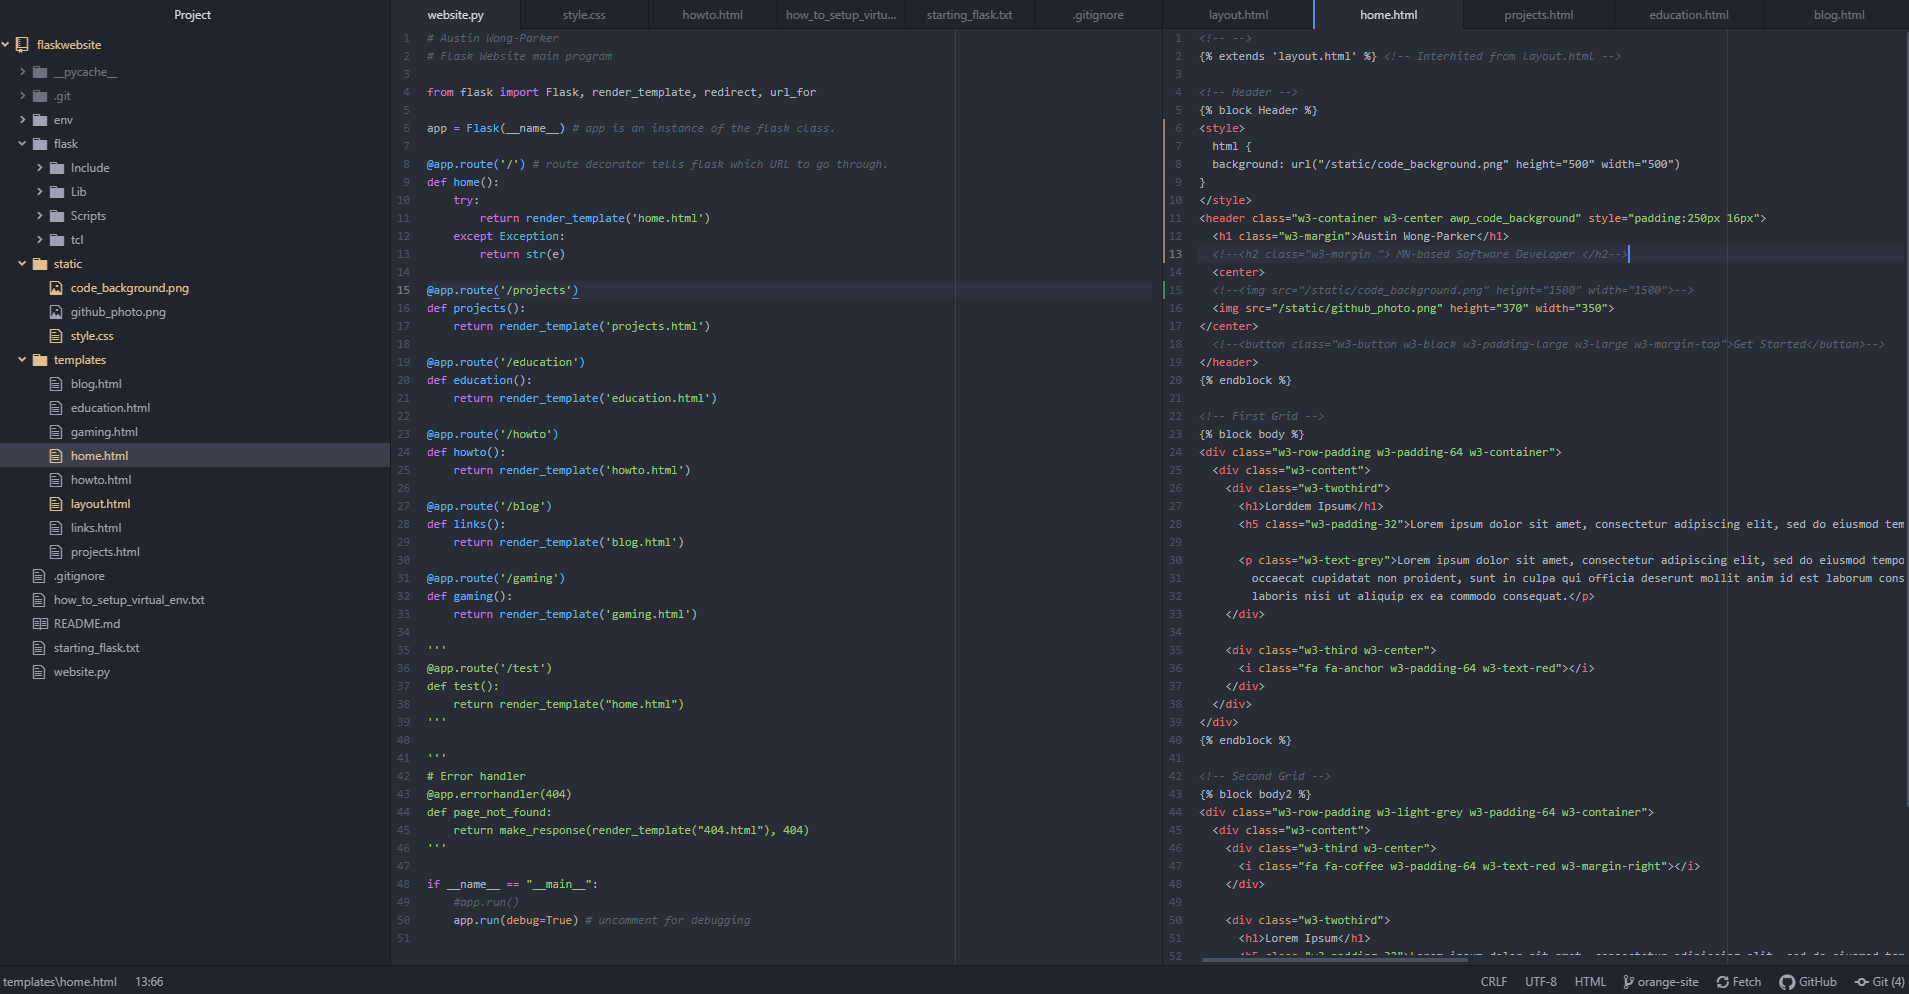 Project
flaskwebsite
__pycache__
.git
env
flask
Include
Lib
Scripts
tcl
static
code_background.png
github_photo.png
style.css
templates
blog.html
education.html
gaming.html
home.html
howto.html
layout.html
links.html
projects.html
.gitignore
how_to_setup_virtual_env.txt
README.md
starting_flask.txt
website.py
website.py style.css howto.html how_to_setup_virtu... starting_flask.txt .gitignore
1 # Austin Wong-Parker
2 # Flask Website main program
3
4 from flask import Flask, render_template, redirect, url_for
5
6 app = Flask(__name__) # app is an instance of the flask class.
7
8 @app.route('/') # route decorator tells flask which URL to go through.
9 def home():
10 try:
11 return render_template('home.html')
12 except Exception:
13 return str(e)
14
15 @app.route('/projects')
16 def projects():
17 return render_template('projects.html')
18
19 @app.route('/education')
20 def education():
21 return render_template('education.html')
22
23 @app.route('/howto')
24 def howto():
25 return render_template('howto.html')
26
27 @app.route('/blog')
28 def links():
29 return render_template('blog.html')
30
31 @app.route('/gaming')
32 def gaming():
33 return render_template('gaming.html')
34
35 '''
36 @app.route('/test')
37 def test():
38 return render_template("home.html")
39 '''
40
41 '''
42 # Error handler
43 @app.errorhandler(404)
44 def page_not_found:
45 return make_response(render_template("404.html"), 404)
46 '''
47
48 if __name__ == "__main__":
49 #app.run()
50 app.run(debug=True) # uncomment for debugging
51
layout.html home.html projects.html education.html blog.html
1 <!-- -->
2 {% extends 'layout.html' %} <!-- Interhited from layout.html -->
3
4 <!-- Header -->
5 {% block Header %}
6 <style>
7 html {
8 background: url("/static/code_background.png" height="500" width="500")
9 }
10 </style>
11 <header class="w3-container w3-center awp_code_background" style="padding:250px 16px">
12 <h1 class="w3-margin">Austin Wong-Parker</h1>
13 <!--<h2 class="w3-margin "> MN-based Software Developer </h2-->
14 <center>
15 <!--<img src="/static/code_background.png" height="1500" width="1500">-->
16 <img src="/static/github_photo.png" height="370" width="350">
17 </center>
18 <!--<button class="w3-button w3-black w3-padding-large w3-large w3-margin-top">Get Started</button>-->
19 </header>
20 {% endblock %}
21
22 <!-- First Grid -->
23 {% block body %}
24 <div class="w3-row-padding w3-padding-64 w3-container">
25 <div class="w3-content">
26 <div class="w3-twothird">
27 <h1>Lorddem Ipsum</h1>
28 <h5 class="w3-padding-32">Lorem ipsum dolor sit amet, consectetur adipiscing elit, sed do eiusmod tem
29
30 <p class="w3-text-grey">Lorem ipsum dolor sit amet, consectetur adipiscing elit, sed do eiusmod tempo
31 occaecat cupidatat non proident, sunt in culpa qui officia deserunt mollit anim id est laborum cons
32 laboris nisi ut aliquip ex ea commodo consequat.</p>
33 </div>
34
35 <div class="w3-third w3-center">
36 <i class="fa fa-anchor w3-padding-64 w3-text-red"></i>
37 </div>
38 </div>
39 </div>
40 {% endblock %}
41
42 <!-- Second Grid -->
43 {% block body2 %}
44 <div class="w3-row-padding w3-light-grey w3-padding-64 w3-container">
45 <div class="w3-content">
46 <div class="w3-third w3-center">
47 <i class="fa fa-coffee w3-padding-64 w3-text-red w3-margin-right"></i>
48 </div>
49
50 <div class="w3-twothird">
51 <h1>Lorem Ipsum</h1>
52 <h5 class="w3-padding-32">Lorem ipsum dolor sit amet, consectetur adipiscing elit, sed do eiusmod tem
templates\home.html 13:66 CRLF UTF-8 HTML orange-site Fetch GitHub Git (4)